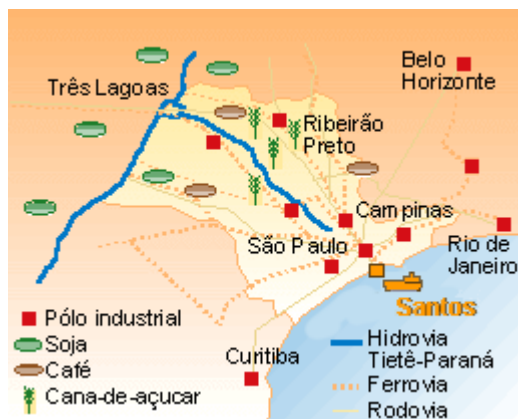 Belo
Horizonte
Três Lagoas
Ribeirão
Preto
Campinas
São Paulo
Rio de
Janeiro
Santos
Curitiba
Pólo industrial
Soja
Café
Cana-de-açucar
Hidrovia
Tietê-Paraná
Ferrovia
Rodovia